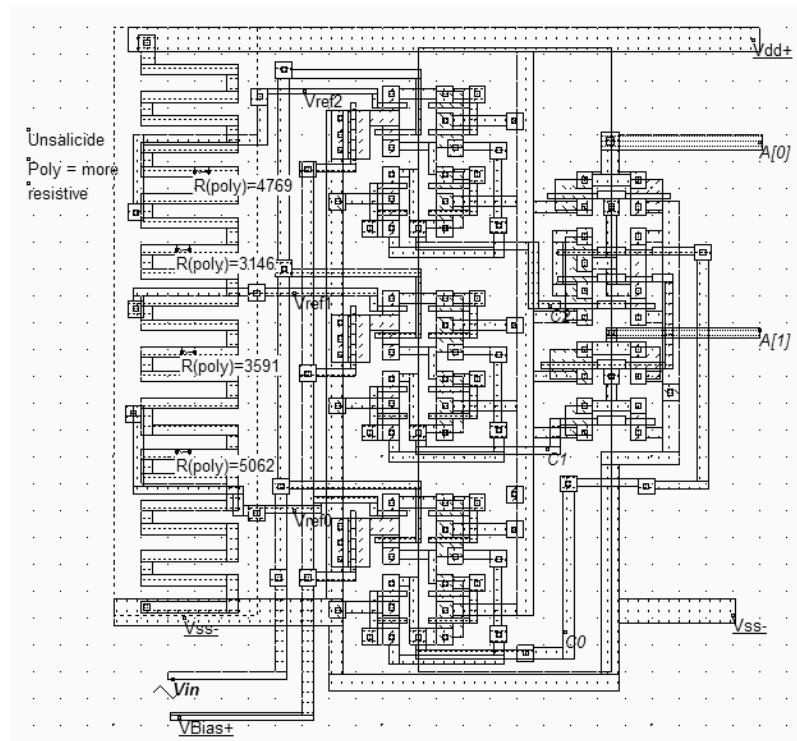 Vdd+
Vref2
Unsalicide
A[0]
Poly = more
R(poly)=4769
resistive
R(poly)=3146
Vref1
C2
A[1]
R(poly)=3591
C1
R(poly)=5062
Vref0
Vss-
Vss-
C0
Vin
VBias+